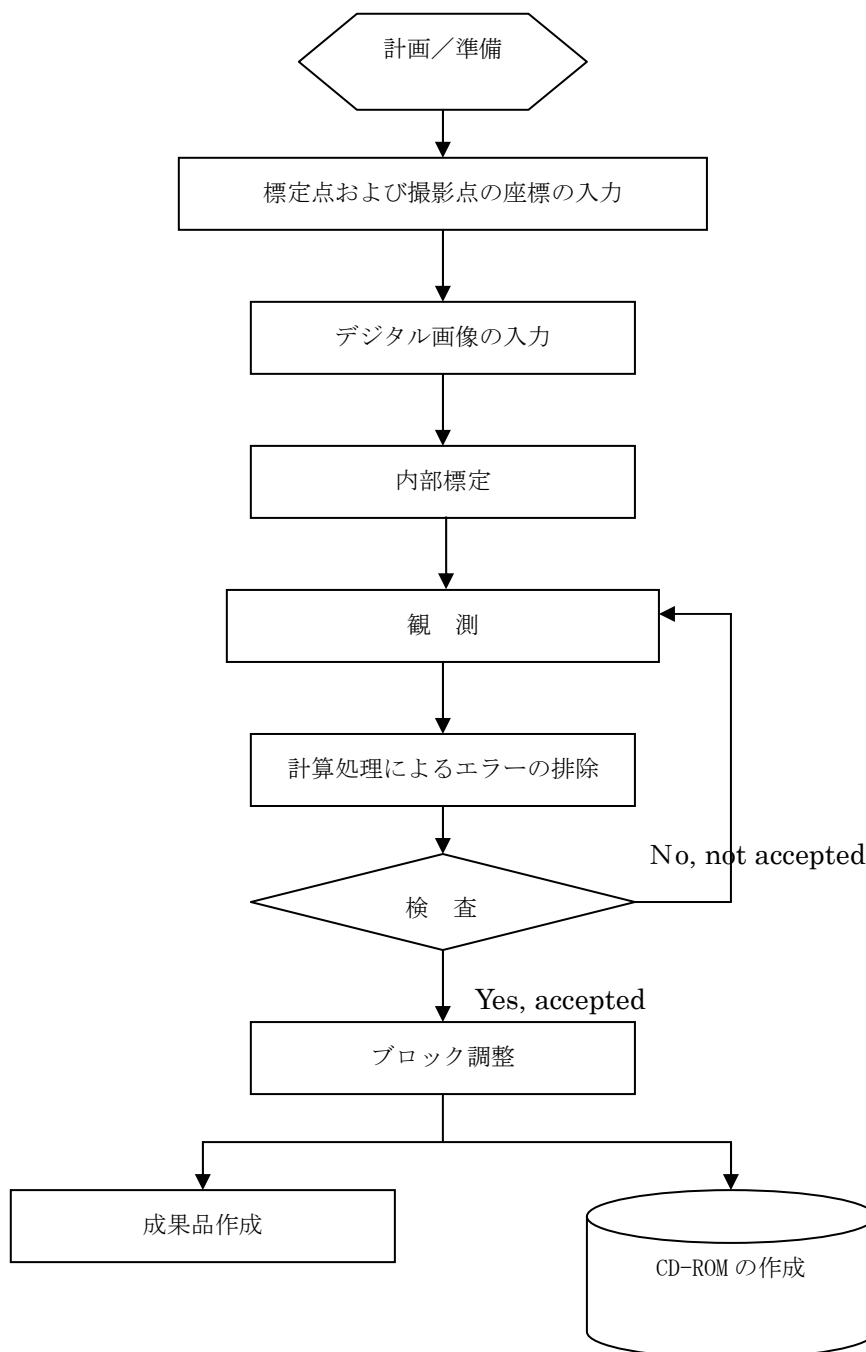 計画／準備
標定点および撮影点の座標の入力
デジタル画像の入力
内部標定
観　測
計算処理によるエラーの排除
No, not accepted
検　査
Yes, accepted
ブロック調整
成果品作成
CD-ROM の作成